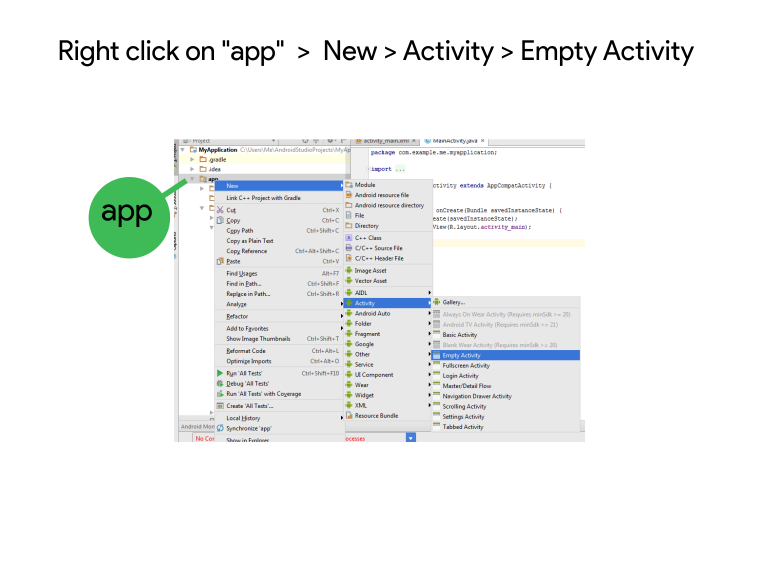 Right click on "app" > New > Activity > Empty Activity
app
Project
activity_main.xml
MainActivity.java
MyApplication C:\Users\Ms\AndroidStudioProjects\MyAp
.gradle
.idea
app
package com.example.me.myapplication;
import ...
ctivity extends AppCompatActivity {
onCreate(Bundle savedInstanceState) {
eate(savedInstanceState);
View(R.layout.activity_main);
New
Link C++ Project with Gradle
Cut Ctrl+X
Copy Ctrl+C
Copy Path Ctrl+Shift+C
Copy as Plain Text
Copy Reference Ctrl+Alt+Shift+C
Paste Ctrl+V
Find Usages Alt+F7
Find in Path... Ctrl+Shift+F
Replace in Path... Ctrl+Shift+R
Analyze
Refactor
Add to Favorites
Show Image Thumbnails Ctrl+Shift+T
Reformat Code Ctrl+Alt+L
Optimize Imports Ctrl+Alt+O
Run 'All Tests' Ctrl+Shift+F10
Debug 'All Tests'
Run 'All Tests' with Coverage
Create 'All Tests'...
Local History
Synchronize 'app'
Show in Explorer
Module
Android resource file
Android resource directory
File
Directory
C++ Class
C/C++ Source File
C/C++ Header File
Image Asset
Vector Asset
AIDL
Activity
Android Auto
Folder
Fragment
Google
Other
Service
UI Component
Wear
Widget
XML
Resource Bundle
Gallery...
Always On Wear Activity (Requires minSdk >= 20)
Android TV Activity (Requires minSdk >= 21)
Basic Activity
Blank Wear Activity (Requires minSdk >= 20)
Empty Activity
Fullscreen Activity
Login Activity
Master/Detail Flow
Navigation Drawer Activity
Scrolling Activity
Settings Activity
Tabbed Activity
Android Mon
No Con
ocesses